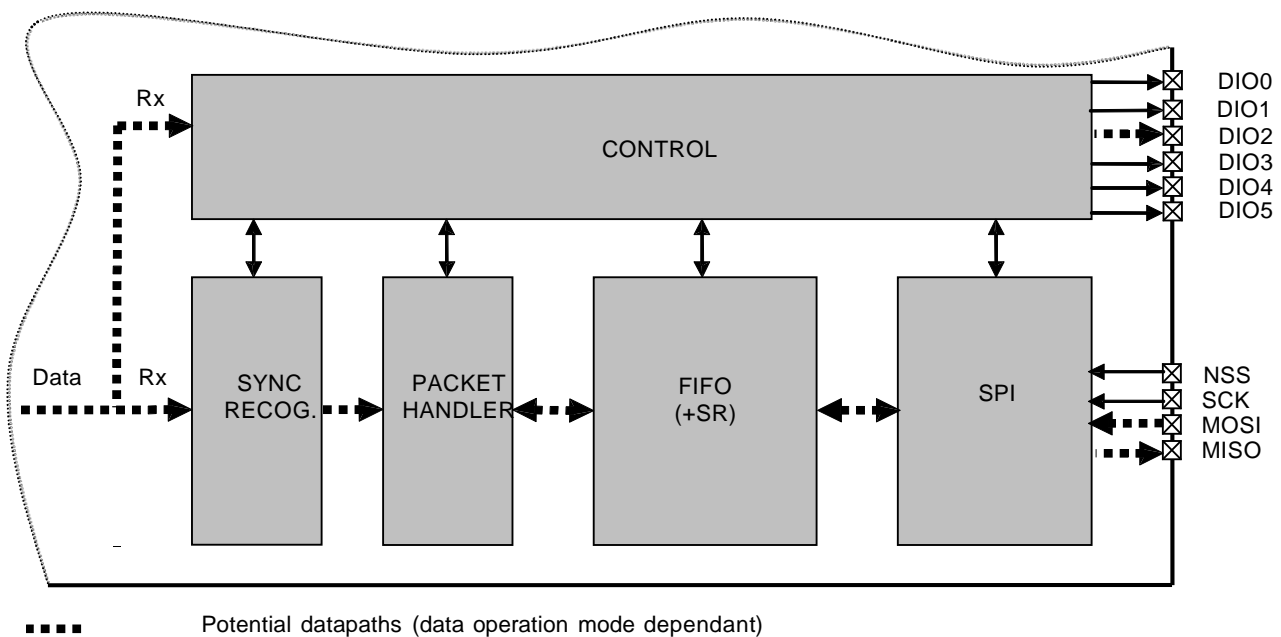 Rx
CONTROL
DIO0
DIO1
DIO2
DIO3
DIO4
DIO5
Data
Rx
SYNC
RECOG.
PACKET
HANDLER
FIFO
(+SR)
SPI
NSS
SCK
MOSI
MISO
Potential datapaths (data operation mode dependant)